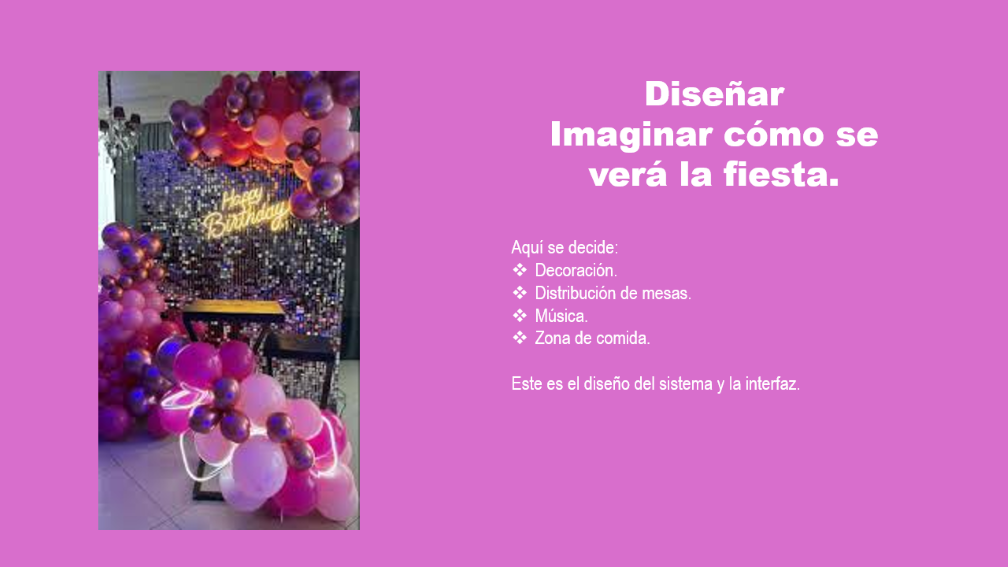 Happy
Birthday
Diseñar
Imaginar cómo se
verá la fiesta.
Aquí se decide:
❖ Decoración.
❖ Distribución de mesas.
❖ Música.
❖ Zona de comida.
Este es el diseño del sistema y la interfaz.